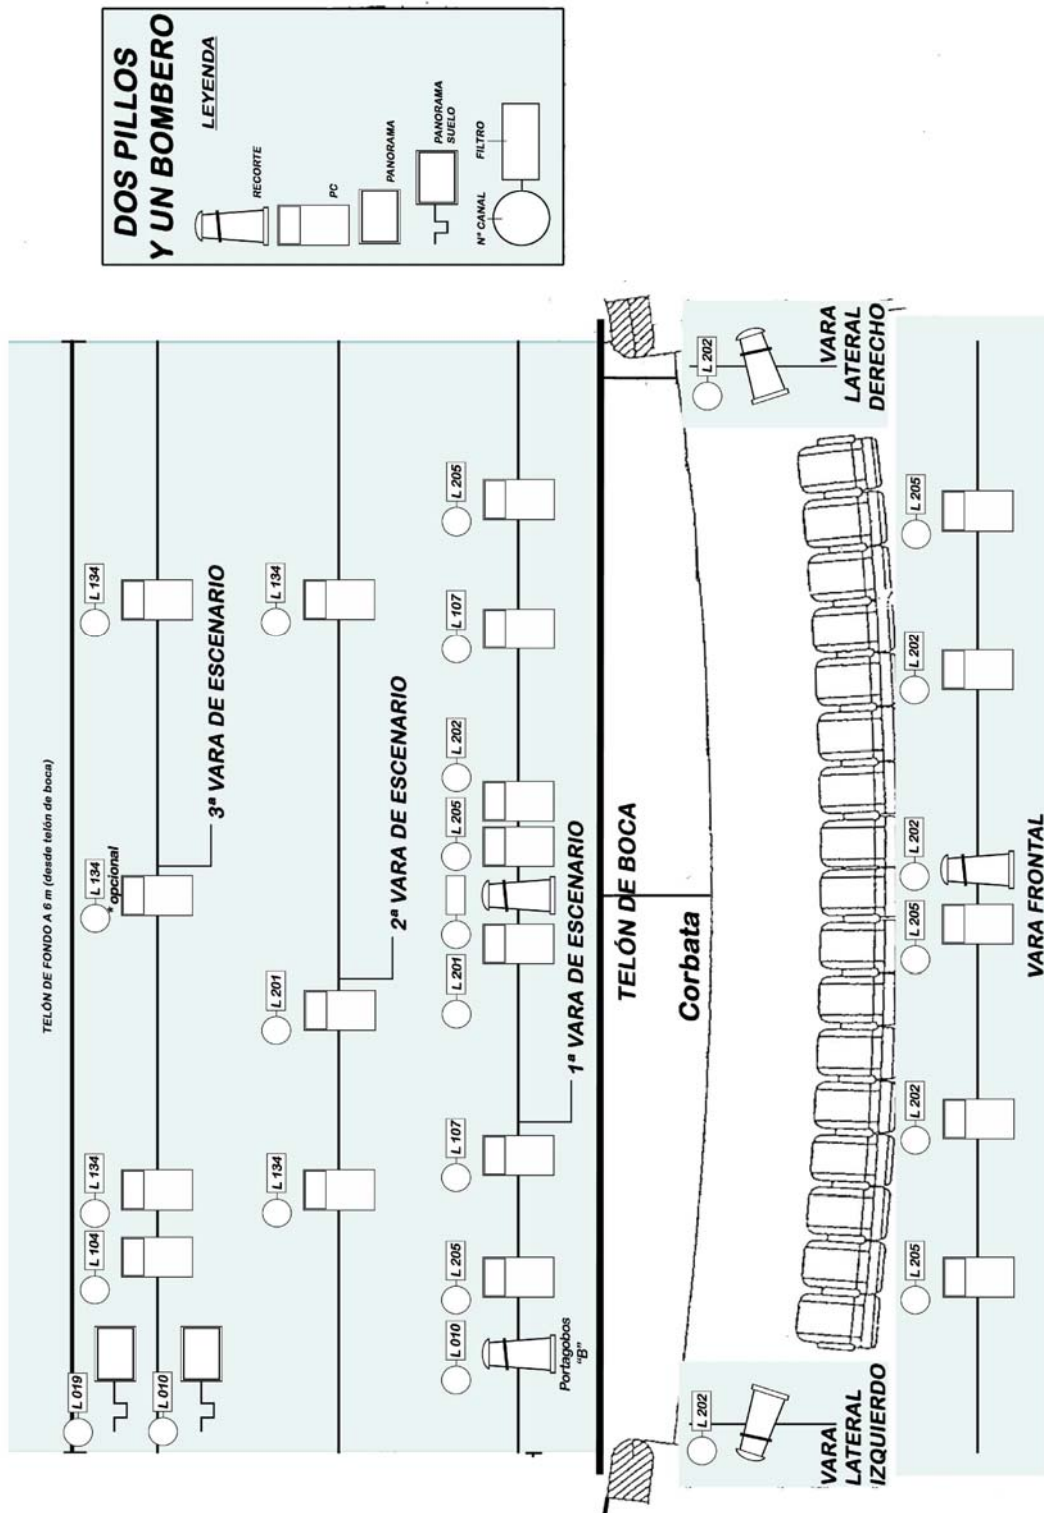 DOS PILLOS
Y UN BOMBERO
LEYENDA
RECORTE
PC
PANORAMA
PANORAMA
SUELO
Nº CANAL
FILTRO
TELÓN DE FONDO A 6 m (desde telón de boca)
L 019
L 010
L 104
L 134
L 134
* opcional
L 134
3ª VARA DE ESCENARIO
L 134
L 201
L 134
2ª VARA DE ESCENARIO
L 010
L 205
L 107
L 201
L 205
L 202
L 107
L 205
Portagobos
"B"
1ª VARA DE ESCENARIO
TELÓN DE BOCA
Corbata
L 202
VARA
LATERAL
IZQUIERDO
L 202
VARA
LATERAL
DERECHO
L 205
L 202
L 205
L 202
L 202
L 205
VARA FRONTAL